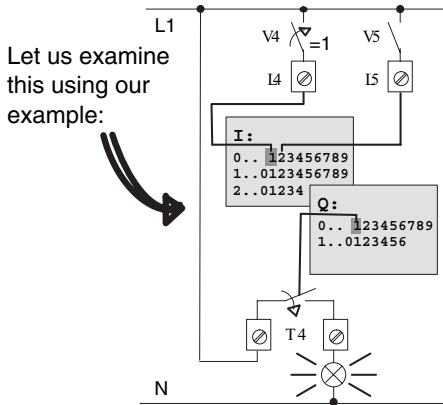 L1
V4
=1
V5
Let us examine
this using our
example:
I4
I5
I:
0.. 123456789
1..0123456789
2..01234
Q:
0.. 123456789
1..0123456
T4
N